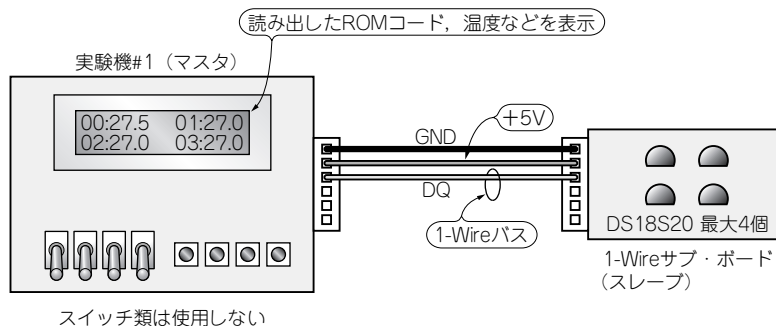 読み出したROMコード，温度などを表示
実験機#1（マスタ）
00:27.5 01:27.0
02:27.0 03:27.0
+5V
GND
DQ
1-Wireバス
DS18S20 最大4個
1-Wireサブ・ボード
（スレーブ）
スイッチ類は使用しない